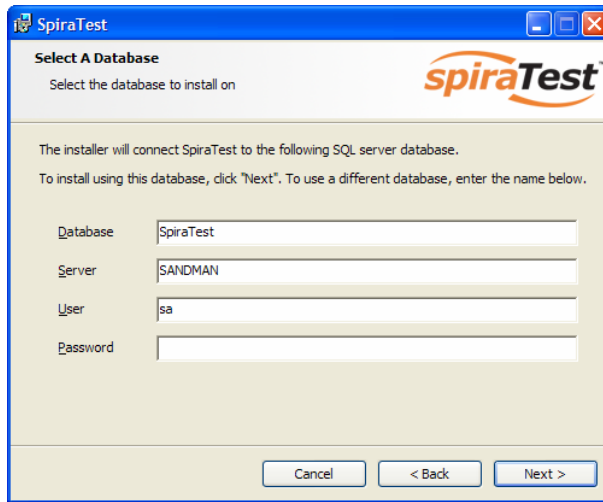 SpiraTest
Select A Database
Select the database to install on
spiraTest
The installer will connect SpiraTest to the following SQL server database.
To install using this database, click "Next". To use a different database, enter the name below.
Database SpiraTest
Server SANDMAN
User sa
Password
Cancel < Back Next >